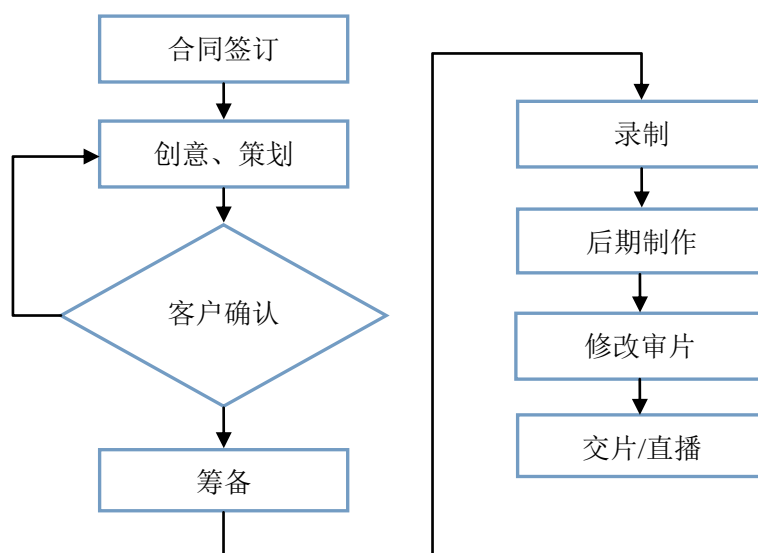 合同签订
创意、策划
客户确认
筹备
录制
后期制作
修改审片
交片/直播